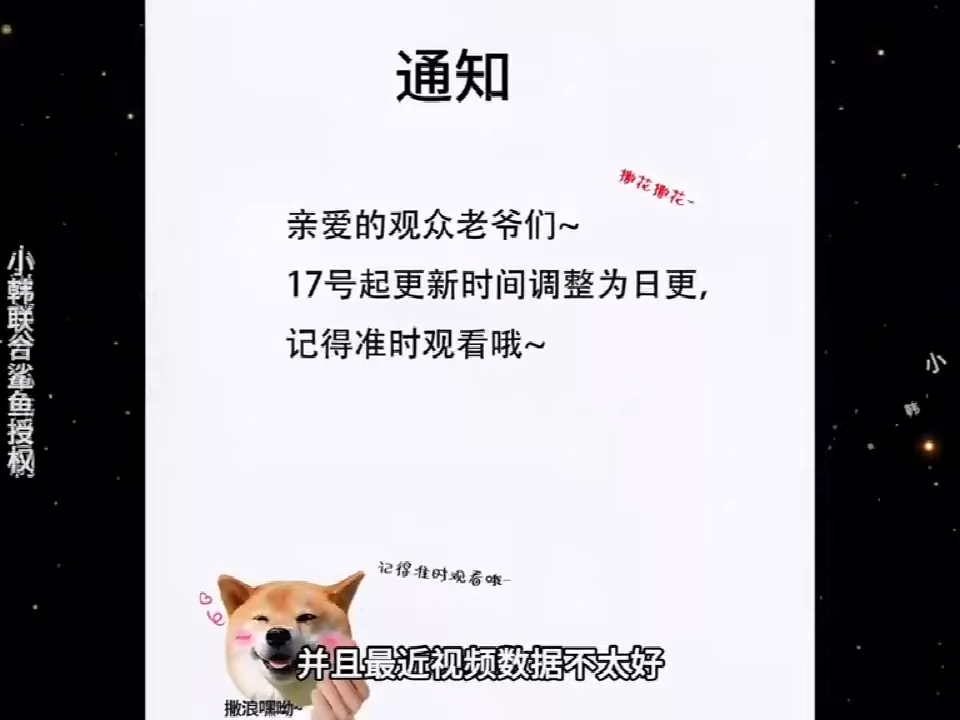 通知
撒花撒花~
亲爱的观众老爷们~
17号起更新时间调整为日更,
记得准时观看哦~
小韩联合鲨鱼授权
小
韩
记得准时观看哦~
并且最近视频数据不太好
撒浪嘿呦~